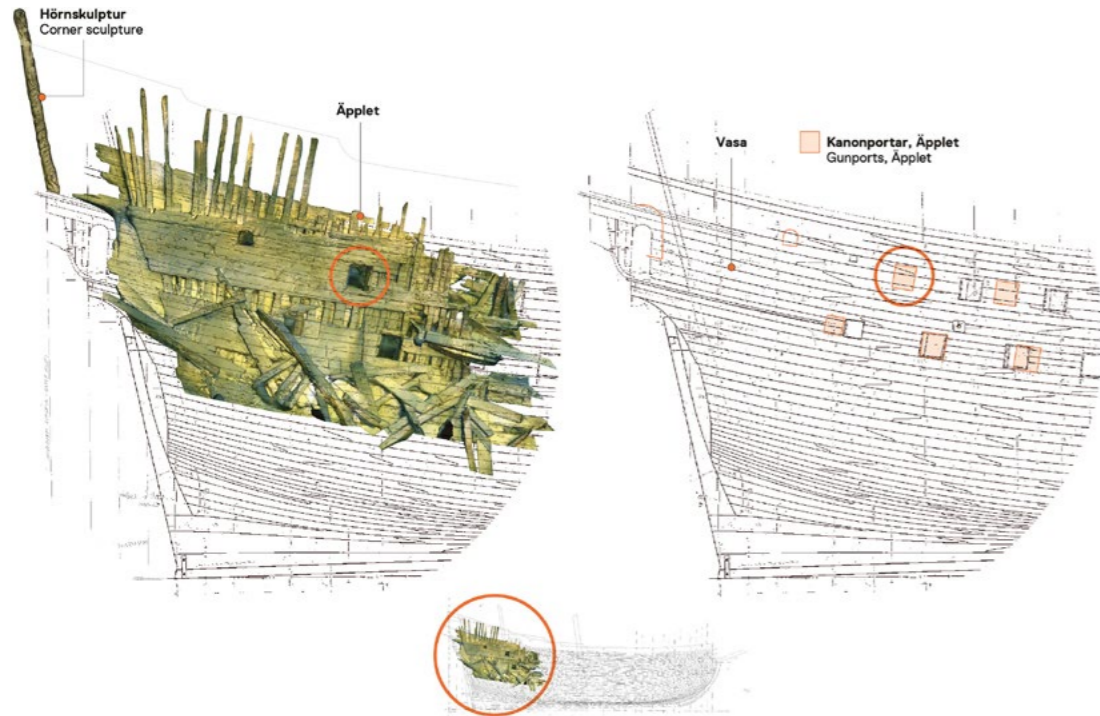 Hörnskulptur
Corner sculpture
Äpplet
Vasa
Kanonportar, Äpplet
Gunports, Äpplet